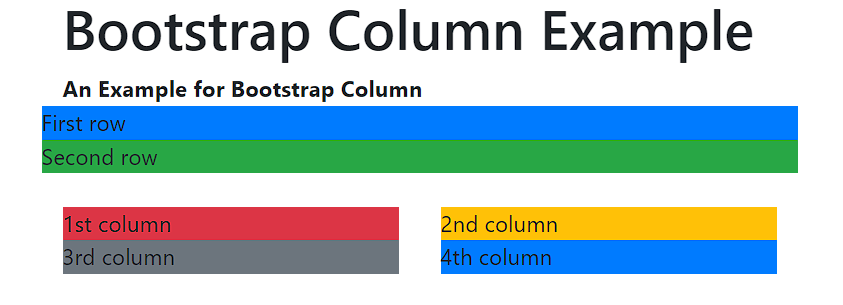 Bootstrap Column Example
An Example for Bootstrap Column
First row
Second row
1st column
2nd column
3rd column
4th column